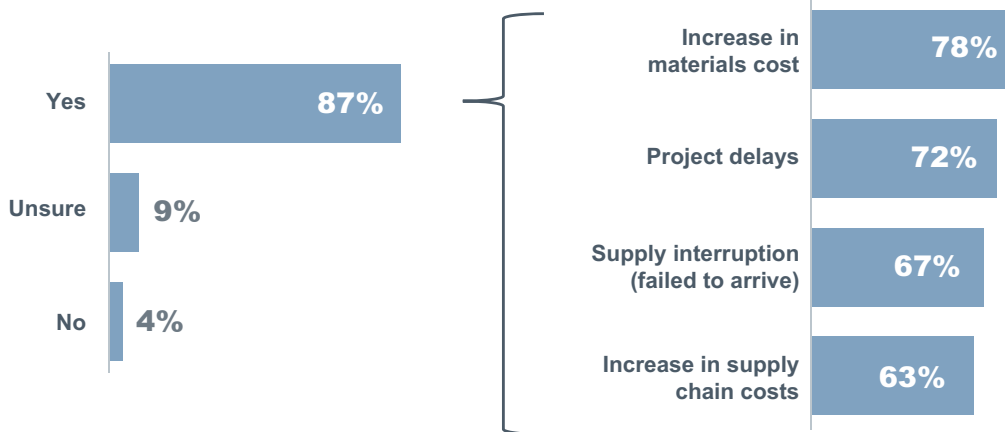 Yes
87%
Unsure
9%
No
4%
Increase in
materials cost
78%
Project delays
72%
Supply interruption
(failed to arrive)
67%
Increase in supply
chain costs
63%